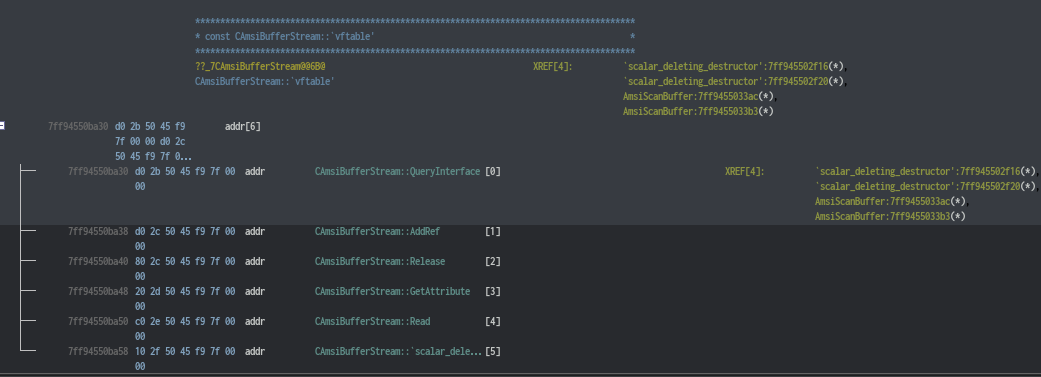 ****************************************************************************************
* const CAmsiBufferStream::`vftable' *
****************************************************************************************
??_7CAmsiBufferStream@@6B@ XREF[4]: `scalar_deleting_destructor':7ff945502f16(*),
CAmsiBufferStream::`vftable' `scalar_deleting_destructor':7ff945502f20(*),
AmsiScanBuffer:7ff9455033ac(*),
AmsiScanBuffer:7ff9455033b3(*)
7ff94550ba30 d0 2b 50 45 f9 addr[6]
7f 00 00 d0 2c
50 45 f9 7f 0...
7ff94550ba30 d0 2b 50 45 f9 7f 00 addr CAmsiBufferStream::QueryInterface [0] XREF[4]: `scalar_deleting_destructor':7ff945502f16(*),
00 `scalar_deleting_destructor':7ff945502f20(*),
AmsiScanBuffer:7ff9455033ac(*),
AmsiScanBuffer:7ff9455033b3(*)
7ff94550ba38 d0 2c 50 45 f9 7f 00 addr CAmsiBufferStream::AddRef [1]
00
7ff94550ba40 80 2c 50 45 f9 7f 00 addr CAmsiBufferStream::Release [2]
00
7ff94550ba48 20 2d 50 45 f9 7f 00 addr CAmsiBufferStream::GetAttribute [3]
00
7ff94550ba50 c0 2e 50 45 f9 7f 00 addr CAmsiBufferStream::Read [4]
00
7ff94550ba58 10 2f 50 45 f9 7f 00 addr CAmsiBufferStream::`scalar_dele... [5]
00